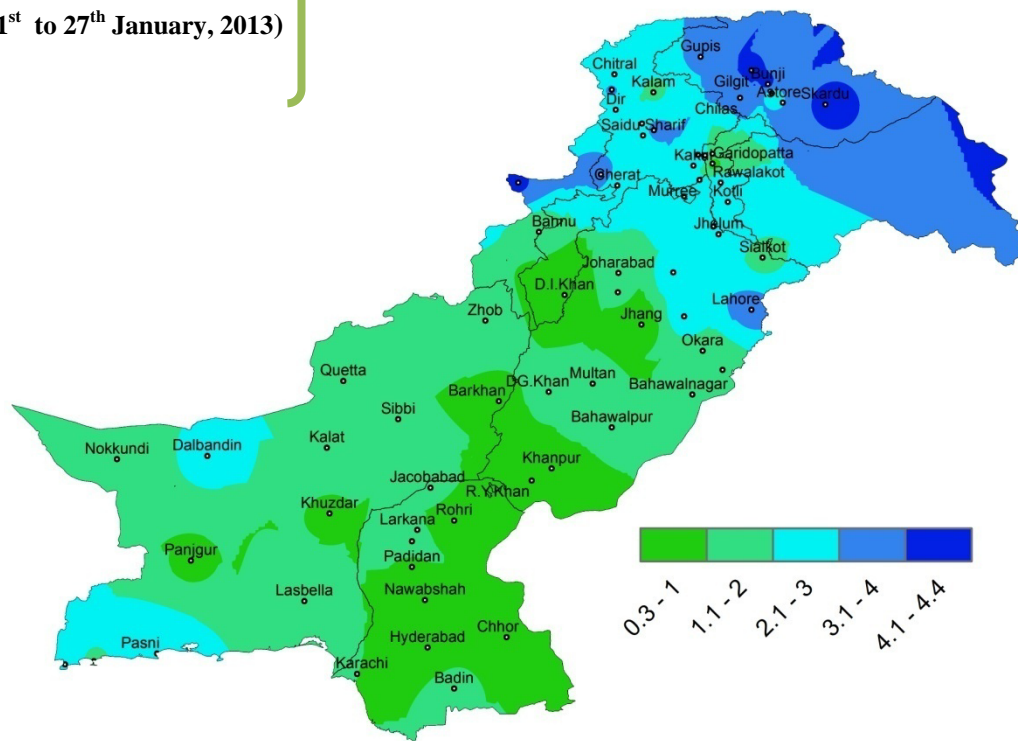 1st to 27th January, 2013)
Gupis
Chitral
Kalam
Bunji
Gilgit
Astore
Skardu
Dir
Chilas
Saidu Sharif
Garidopatta
Rawalakot
Cherat
Murree
Kotli
Bannu
Jhelum
Sialkot
Joharabad
D.I.Khan
Lahore
Zhob
Jhang
Okara
Quetta
DG.Khan
Multan
Bahawalnagar
Barkhan
Sibbi
Bahawalpur
Nokkundi
Dalbandin
Kalat
Khanpur
Jacobabad
R.Y.Khan
Khuzdar
Rohri
Larkana
Panjgur
Padidan
Lasbella
Nawabshah
Pasni
Hyderabad
Chhor
Karachi
Badin
0.3 - 1
1.1 - 2
2.1 - 3
3.1 - 4
4.1 - 4.4